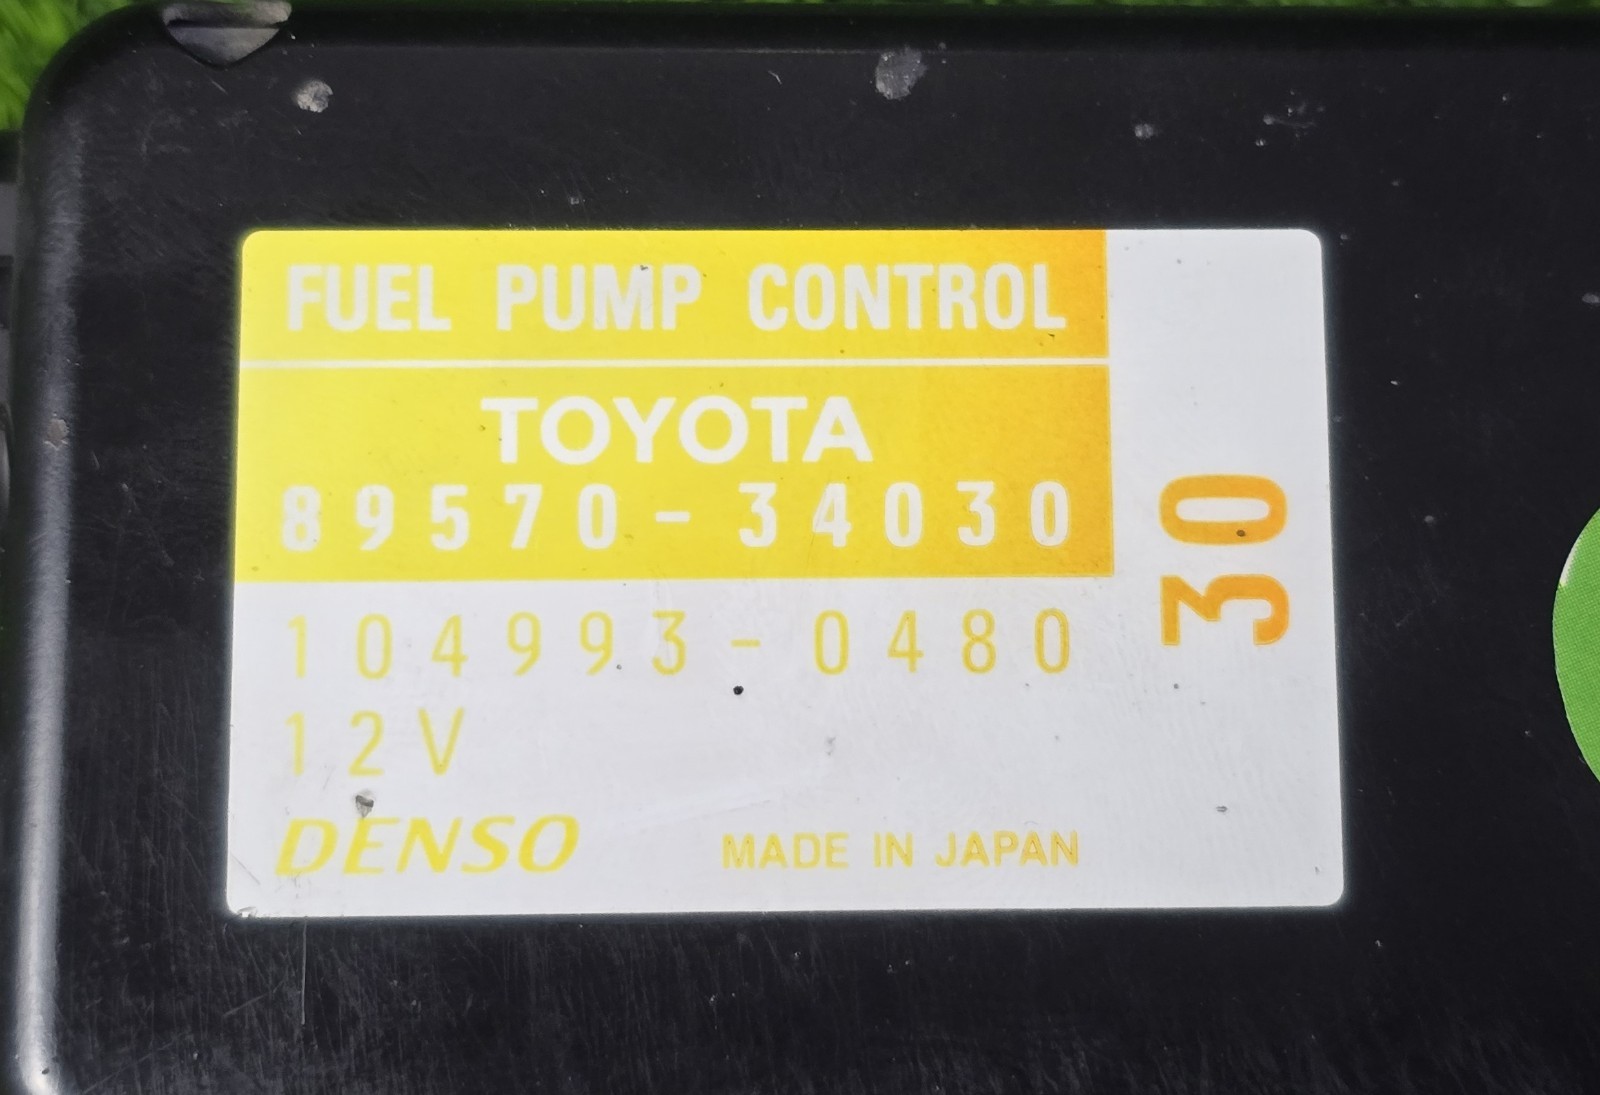 FUEL PUMP CONTROL
TOYOTA
89570-34030
104993-0480
12V
DENSO MADE IN JAPAN
30